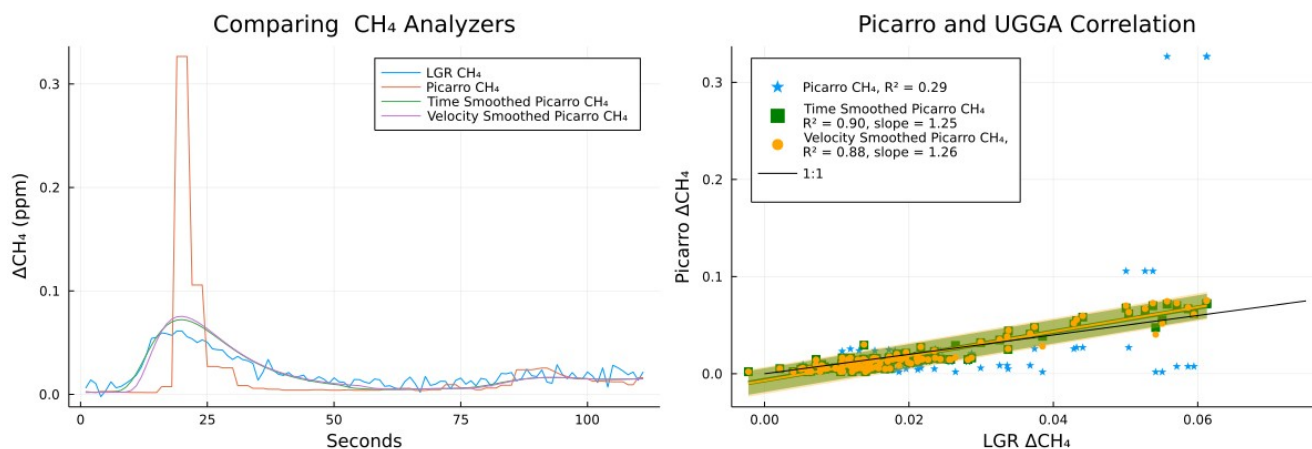 Comparing  CH₄ Analyzers
ΔCH₄ (ppm)
0.3
0.2
0.1
0.0
LGR CH₄
Picarro CH₄
Time Smoothed Picarro CH₄
Velocity Smoothed Picarro CH₄
0
25
50
75
100
Seconds
Picarro and UGGA Correlation
Picarro ΔCH₄
0.3
0.2
0.1
0.0
Picarro CH₄, R² = 0.29
Time Smoothed Picarro CH₄
R² = 0.90, slope = 1.25
Velocity Smoothed Picarro CH₄,
R² = 0.88, slope = 1.26
1:1
0.00
0.02
0.04
0.06
LGR ΔCH₄